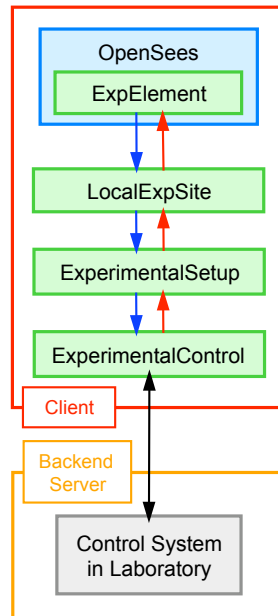 OpenSees
ExpElement
LocalExpSite
ExperimentalSetup
ExperimentalControl
Client
Backend
Server
Control System
in Laboratory